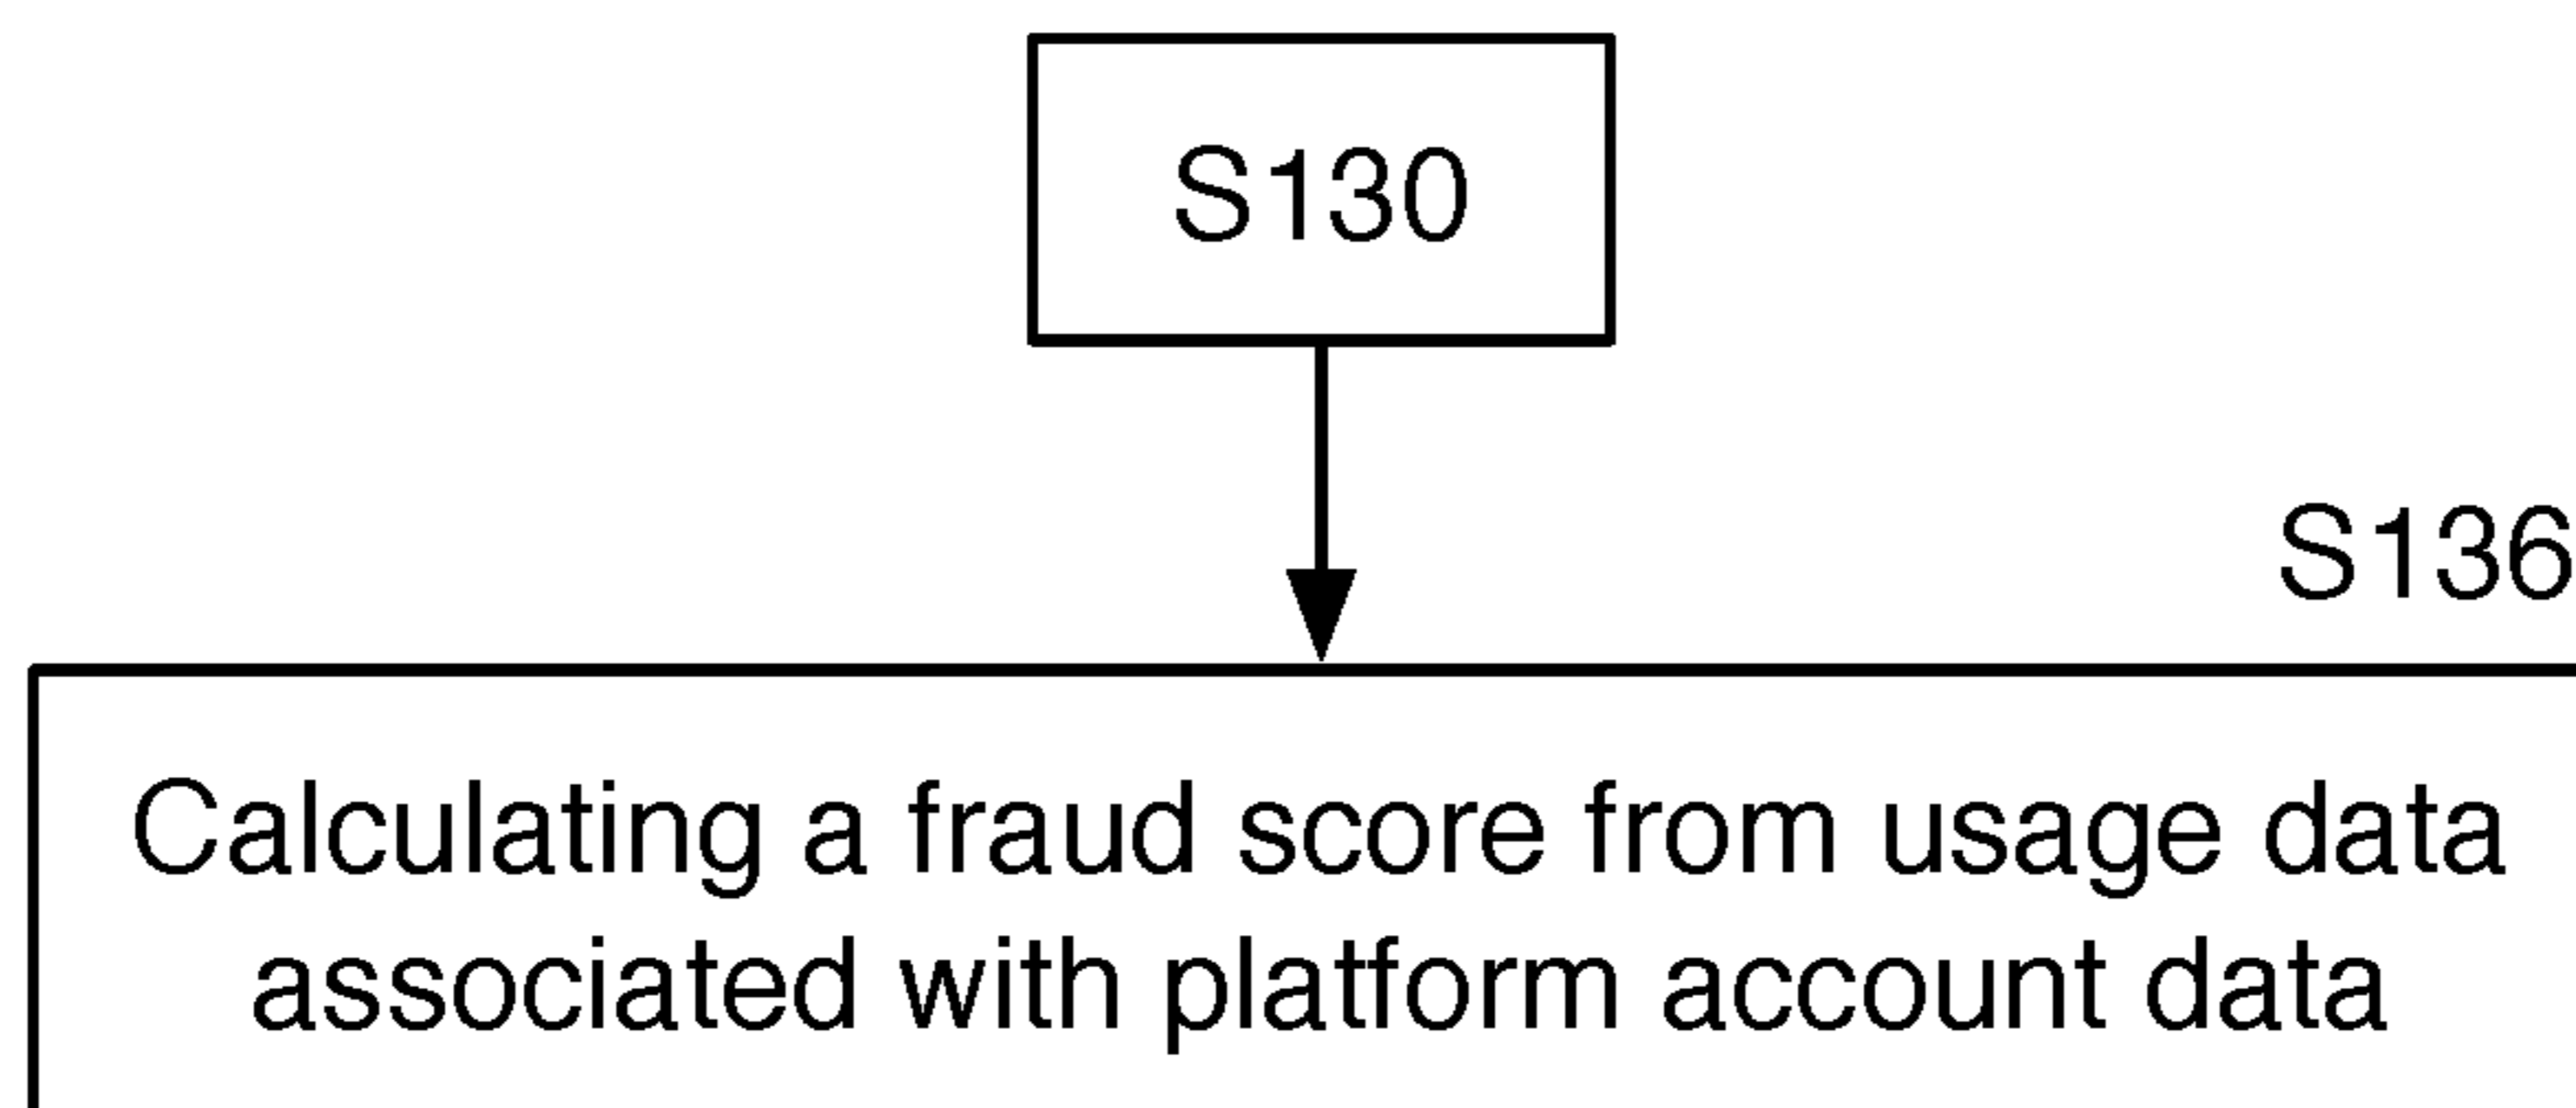 S130
S136
Calculating a fraud score from usage data
associated with platform account data